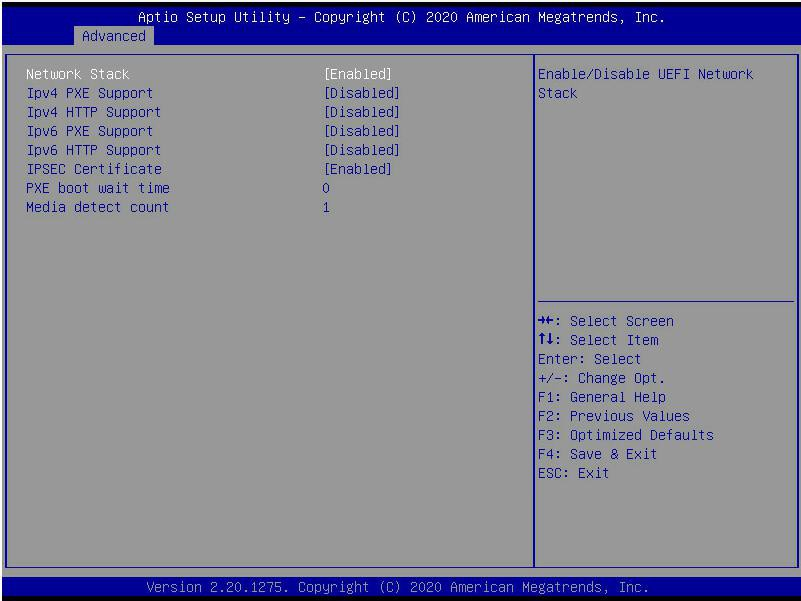 Aptio Setup Utility – Copyright (C) 2020 American Megatrends, Inc.
Advanced
Network Stack [Enabled]
Ipv4 PXE Support [Disabled]
Ipv4 HTTP Support [Disabled]
Ipv6 PXE Support [Disabled]
Ipv6 HTTP Support [Disabled]
IPSEC Certificate [Enabled]
PXE boot wait time 0
Media detect count 1
Enable/Disable UEFI Network
Stack
→←: Select Screen
↑↓: Select Item
Enter: Select
+/-: Change Opt.
F1: General Help
F2: Previous Values
F3: Optimized Defaults
F4: Save & Exit
ESC: Exit
Version 2.20.1275. Copyright (C) 2020 American Megatrends, Inc.